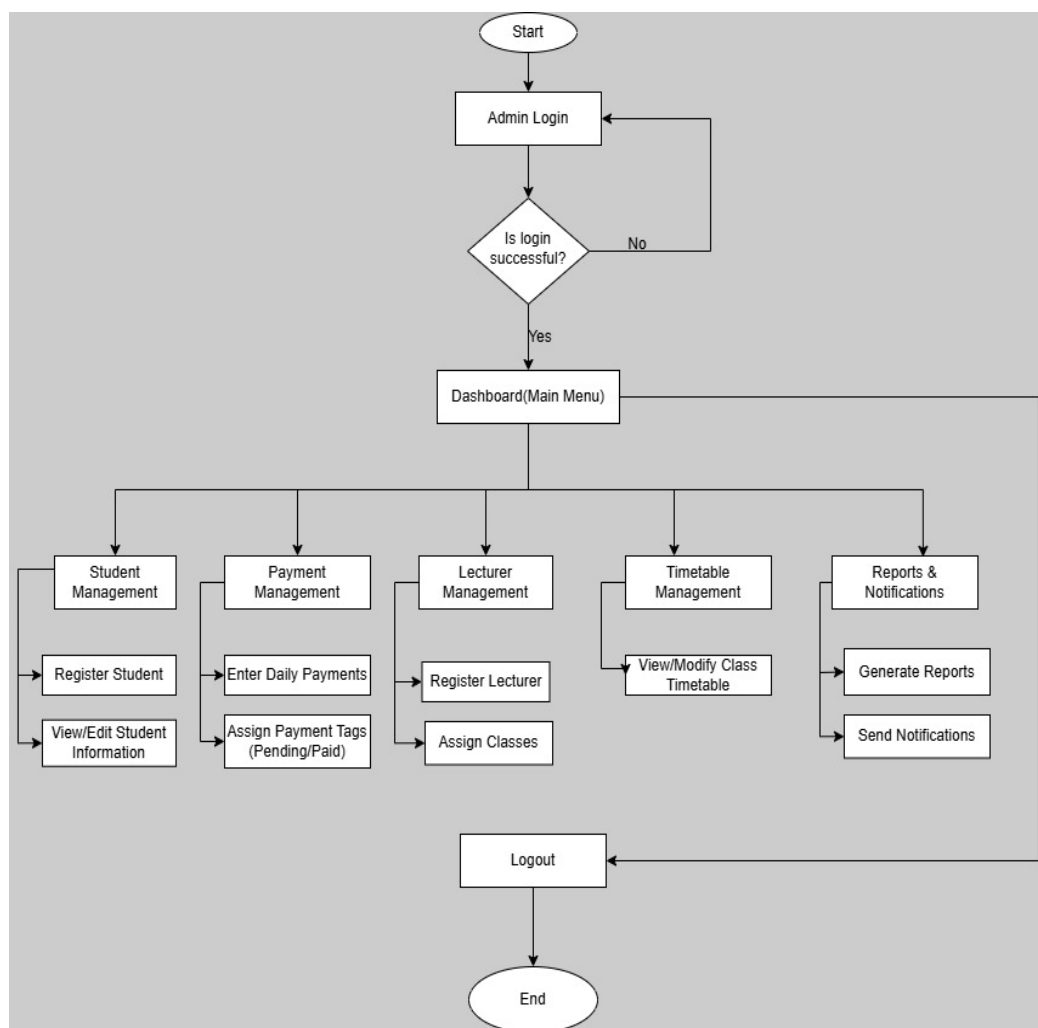 Start
Admin Login
Is login
successful?
No
Yes
Dashboard(Main Menu)
Student
Management
Payment
Management
Lecturer
Management
Timetable
Management
Reports &
Notifications
Register Student
Enter Daily Payments
Register Lecturer
View/Modify Class
Timetable
Generate Reports
View/Edit Student
Information
Assign Payment Tags
(Pending/Paid)
Assign Classes
Send Notifications
Logout
End